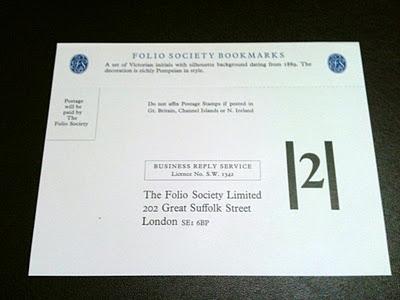 FOLIO SOCIETY BOOKMARKS
A set of Victorian initials with silhouette background dating from 1889. The
decoration is richly Pompeian in style.
Postage
will be
paid by
The
Folio Society
Do not affix Postage Stamps if posted in
Gt. Britain, Channel Islands or N. Ireland
BUSINESS REPLY SERVICE
Licence No. S.W. 1342
2
The Folio Society Limited
202 Great Suffolk Street
London SE1 6BP